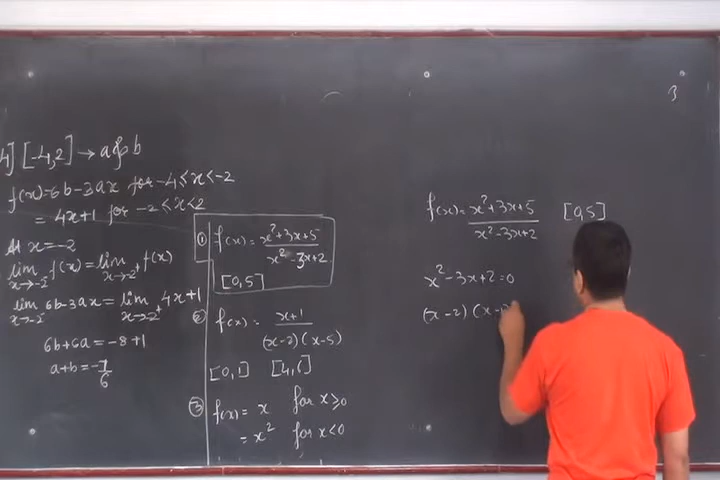 3
4] [-4,2] → a & b
f(x)=6b-3ax for -4≤x<-2
= 4x+1 for -2≤x≤2
At x=-2
lim x→-2⁻ f(x) = lim x→-2⁺ f(x)
lim x→-2⁻ 6b-3ax = lim x→-2⁺ 4x+1
6b+6a = -8+1
a+b = -7/6
① f(x) = (x²+3x+5)/(x²-3x+2)
[0,5]
② f(x) = (x+1)/((x-2)(x-5))
[0,1] [4,6]
③ f(x) = x for x≥0
= x² for x<0
f(x) = (x²+3x+5)/(x²-3x+2) [0,5]
x²-3x+2=0
(x-2)(x-